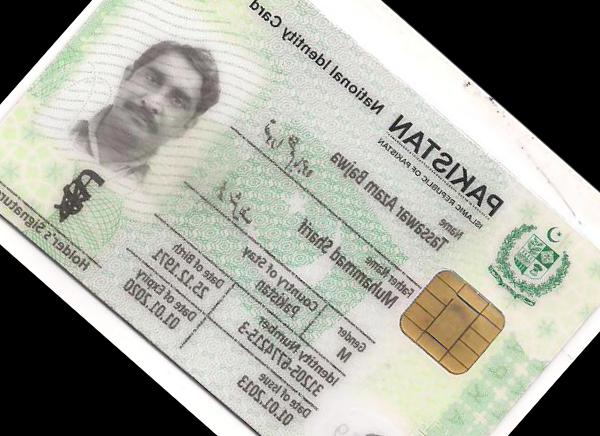 PAKISTAN National Identity Card
ISLAMIC REPUBLIC OF PAKISTAN
Name
Tassawar Azam Bajwa
Father Name
Muhammad Sharif
Gender
M
Country of Stay
Pakistan
Identity Number
31205-6774215-3
Date of Birth
25.12.1971
Date of Issue
01.01.2013
Date of Expiry
01.01.2020
Holder's Signature